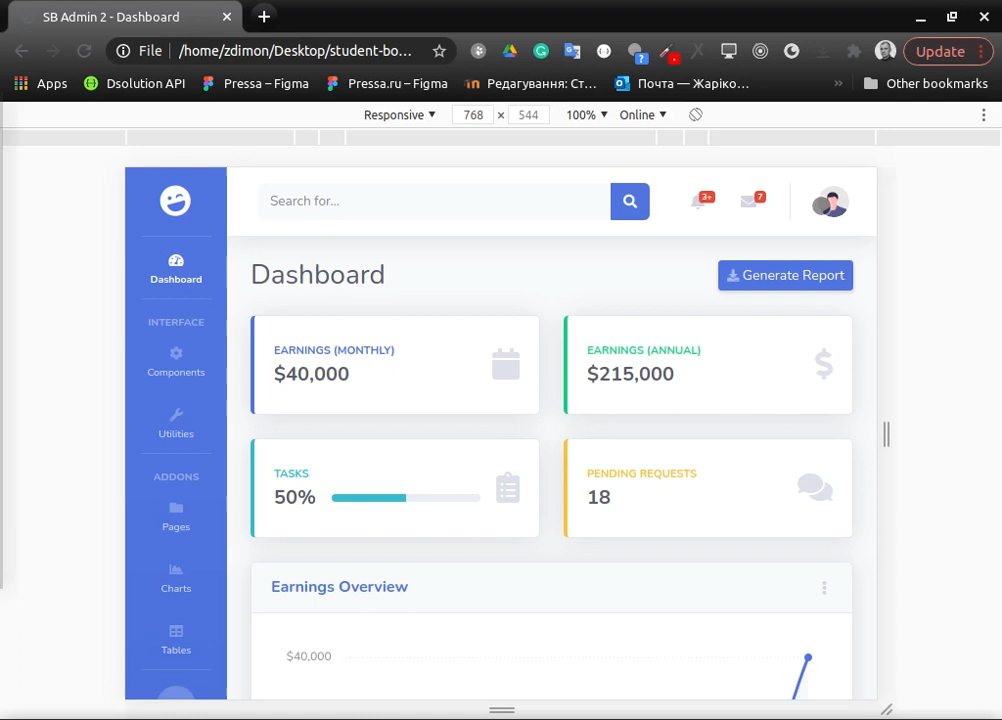 SB Admin 2 - Dashboard
File /home/zdimon/Desktop/student-bo... Update
Apps Dsolution API Pressa – Figma Pressa.ru – Figma Редагування: Ст... Почта — Жаріко... » Other bookmarks
Responsive 768 × 544 100% Online
Search for... 3+ 7
Dashboard
Dashboard
INTERFACE
Components
Utilities
ADDONS
Pages
Charts
Tables
Generate Report
EARNINGS (MONTHLY)
$40,000
EARNINGS (ANNUAL)
$215,000
TASKS
50%
PENDING REQUESTS
18
Earnings Overview
$40,000